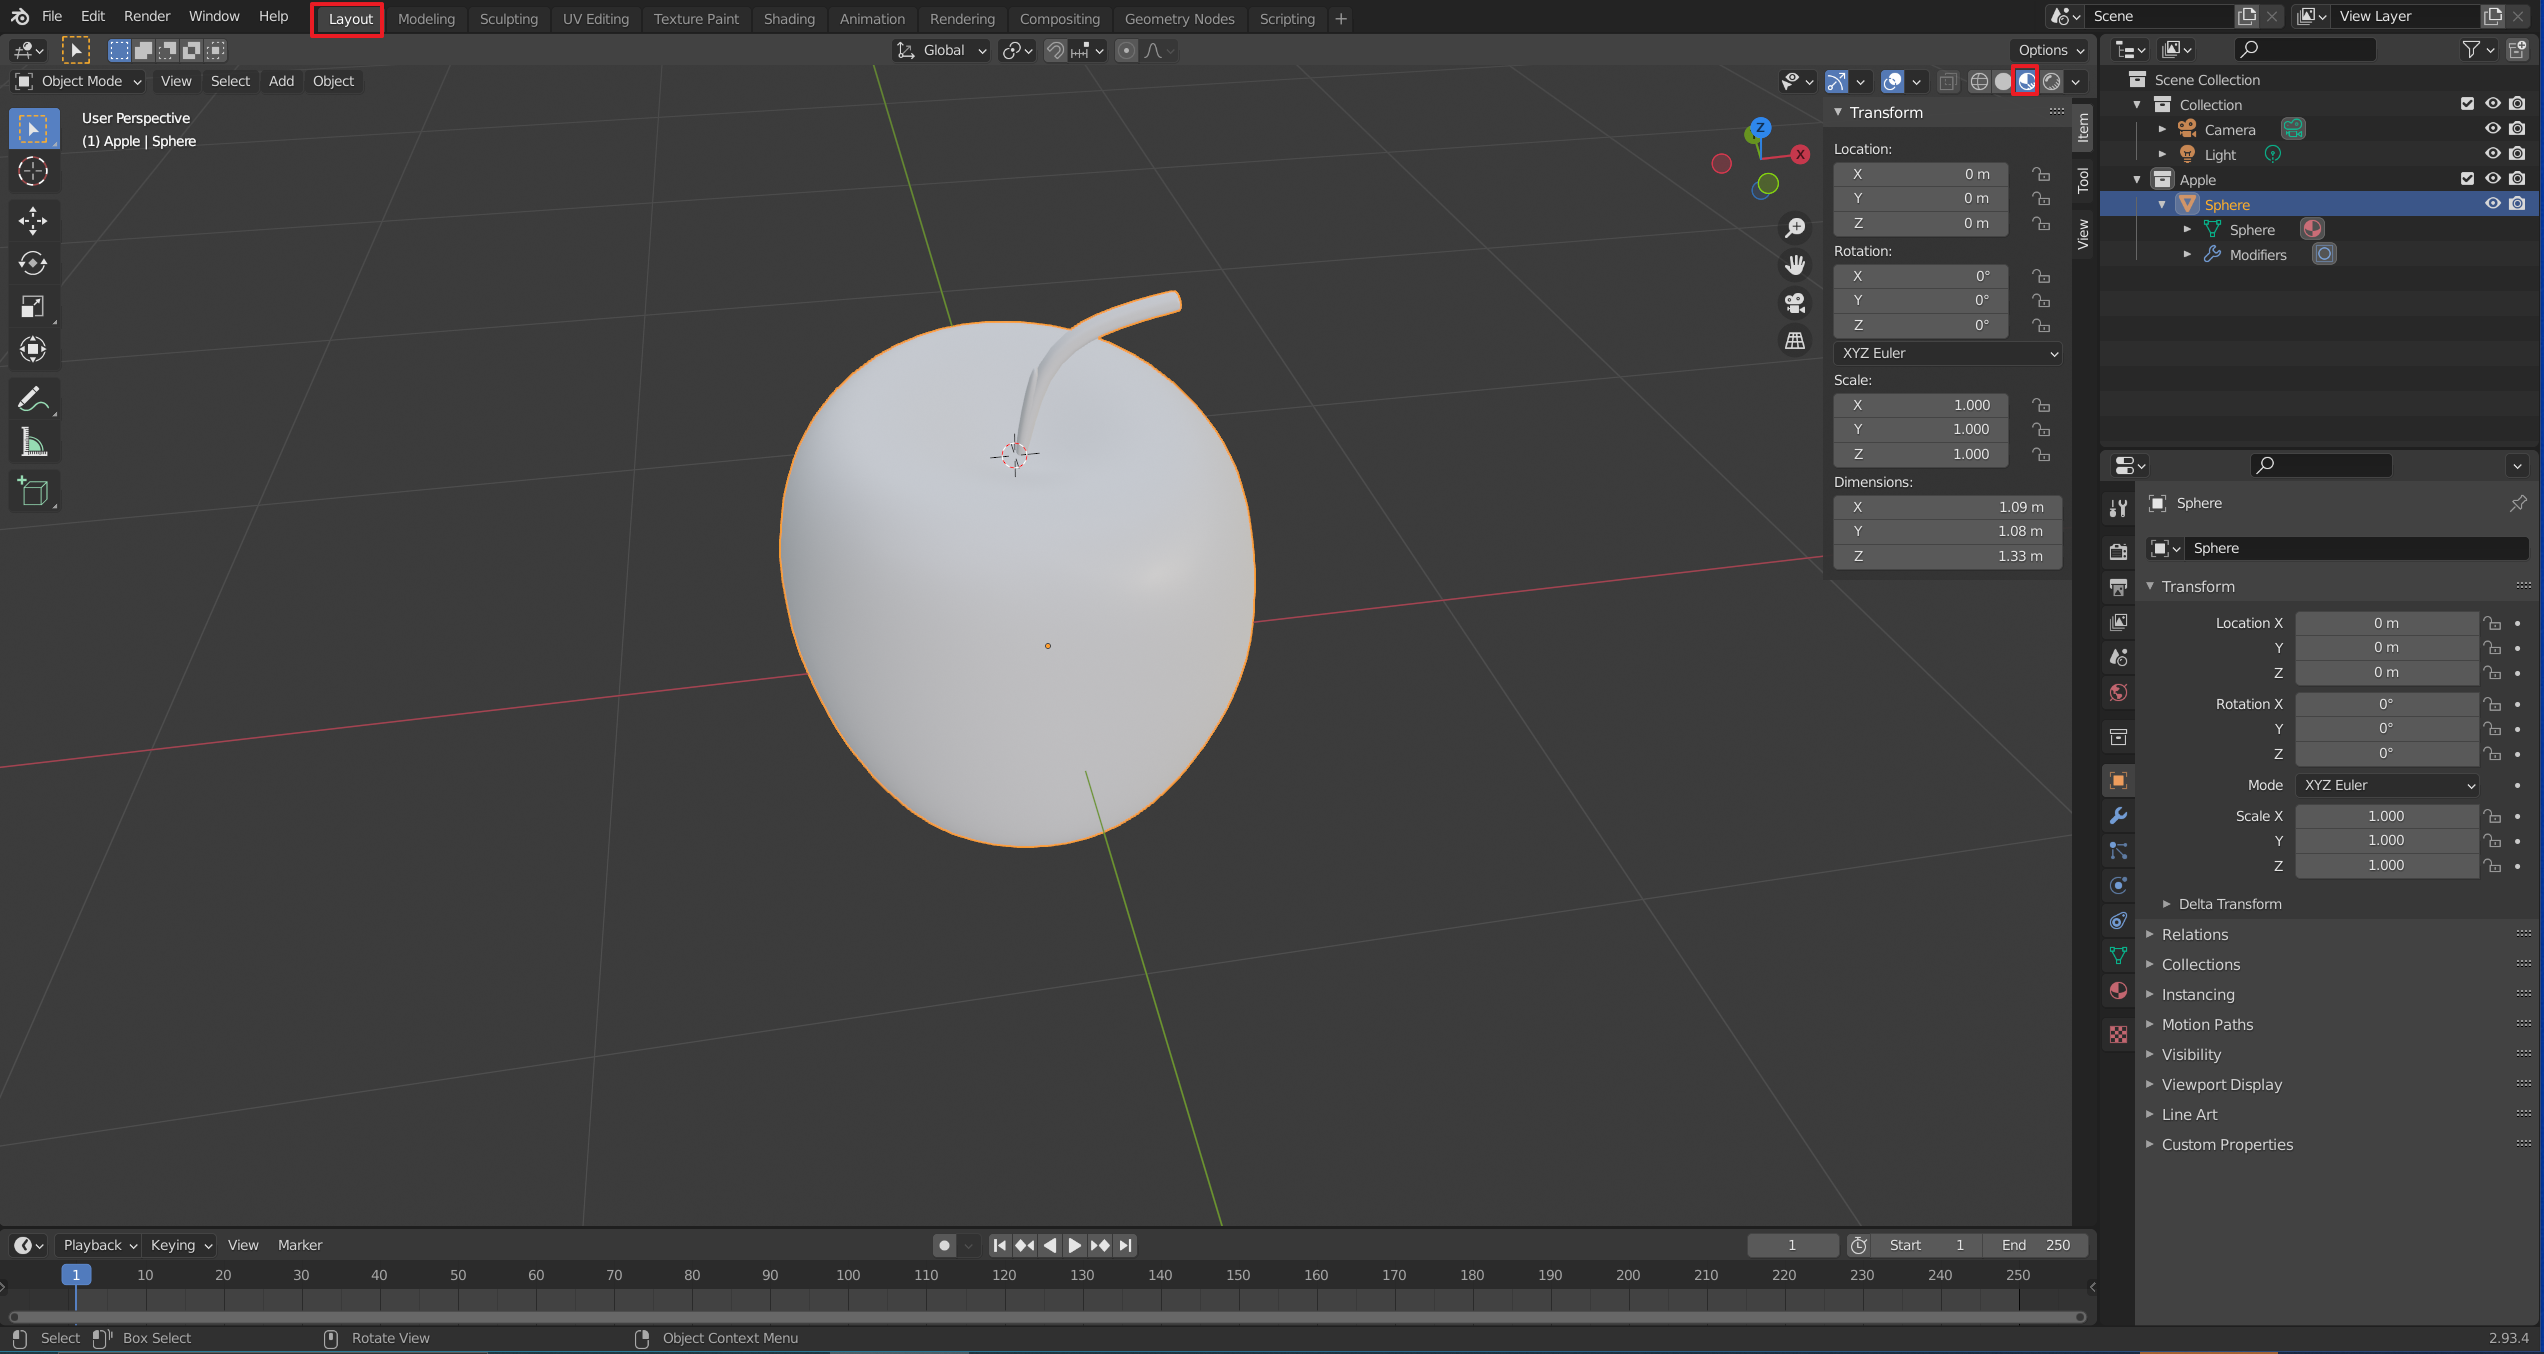 File Edit Render Window Help Layout Modeling Sculpting UV Editing Texture Paint Shading Animation Rendering Compositing Geometry Nodes Scripting + Scene View Layer
Global Options
Object Mode View Select Add Object
User Perspective
(1) Apple | Sphere
Z
X
Transform
Location:
X 0 m
Y 0 m
Z 0 m
Rotation:
X 0°
Y 0°
Z 0°
XYZ Euler
Scale:
X 1.000
Y 1.000
Z 1.000
Dimensions:
X 1.09 m
Y 1.08 m
Z 1.33 m
Item
Tool
View
Scene Collection
Collection
Camera
Light
Apple
Sphere
Sphere
Modifiers
Sphere
Sphere
Transform
Location X 0 m
Y 0 m
Z 0 m
Rotation X 0°
Y 0°
Z 0°
Mode XYZ Euler
Scale X 1.000
Y 1.000
Z 1.000
Delta Transform
Relations
Collections
Instancing
Motion Paths
Visibility
Viewport Display
Line Art
Custom Properties
Playback Keying View Marker 1 Start 1 End 250
1 10 20 30 40 50 60 70 80 90 100 110 120 130 140 150 160 170 180 190 200 210 220 230 240 250
Select Box Select Rotate View Object Context Menu 2.93.4